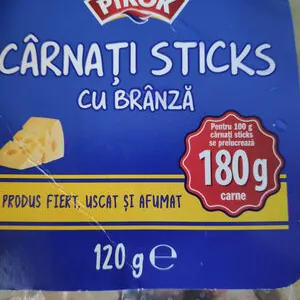 PIKOK
CÂRNAȚI STICKS
CU BRÂNZĂ
Pentru 100 g
cârnați sticks
se prelucrează
180g
carne
PRODUS FIERT, USCAT ȘI AFUMAT
120 g ℮